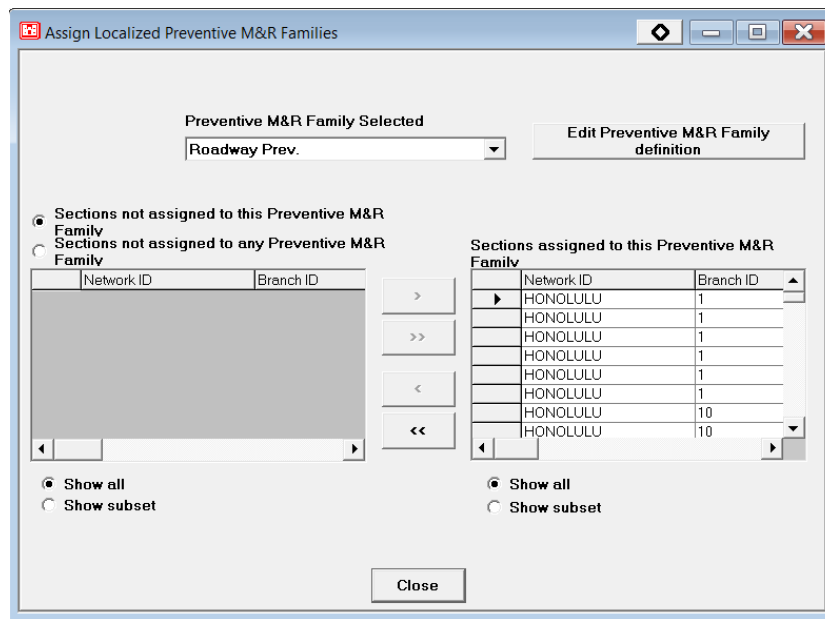 Assign Localized Preventive M&R Families
Preventive M&R Family Selected
Roadway Prev.
Edit Preventive M&R Family
definition
Sections not assigned to this Preventive M&R
Family
Sections not assigned to any Preventive M&R
Family
Network ID Branch ID
>
>>
<
<<
Show all
Show subset
Sections assigned to this Preventive M&R
Family
Network ID Branch ID
HONOLULU 1
HONOLULU 1
HONOLULU 1
HONOLULU 1
HONOLULU 1
HONOLULU 1
HONOLULU 10
HONOLULU 10
Show all
Show subset
Close